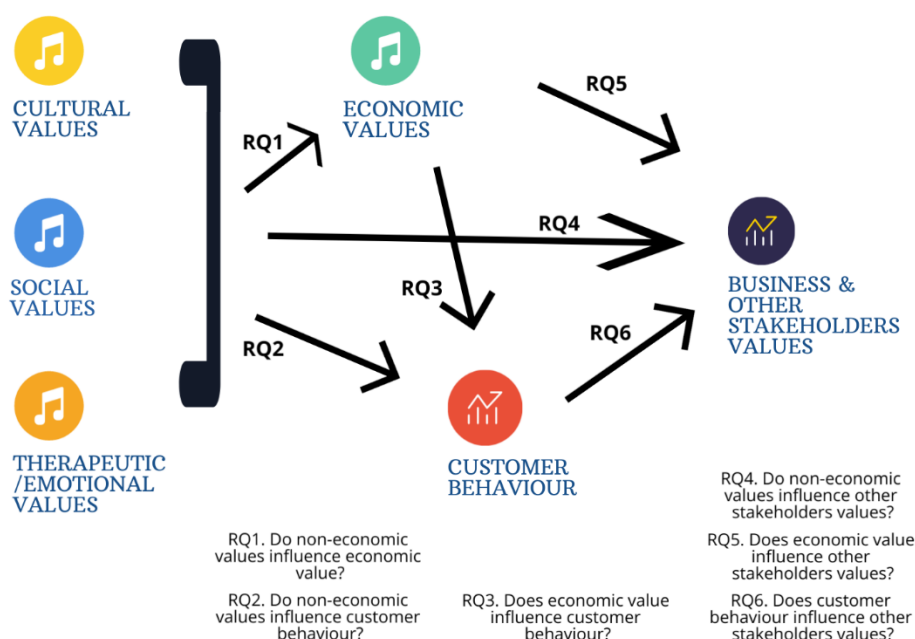 CULTURAL
VALUES
SOCIAL
VALUES
THERAPEUTIC
/EMOTIONAL
VALUES
RQ1
ECONOMIC
VALUES
RQ5
RQ4
RQ3
RQ2
RQ6
BUSINESS &
OTHER
STAKEHOLDERS
VALUES
CUSTOMER
BEHAVIOUR
RQ1. Do non-economic
values influence economic
value?
RQ2. Do non-economic
values influence customer
behaviour?
RQ3. Does economic value
influence customer
behaviour?
RQ4. Do non-economic
values influence other
stakeholders values?
RQ5. Does economic value
influence other
stakeholders values?
RQ6. Does customer
behaviour influence other
stakeholders values?